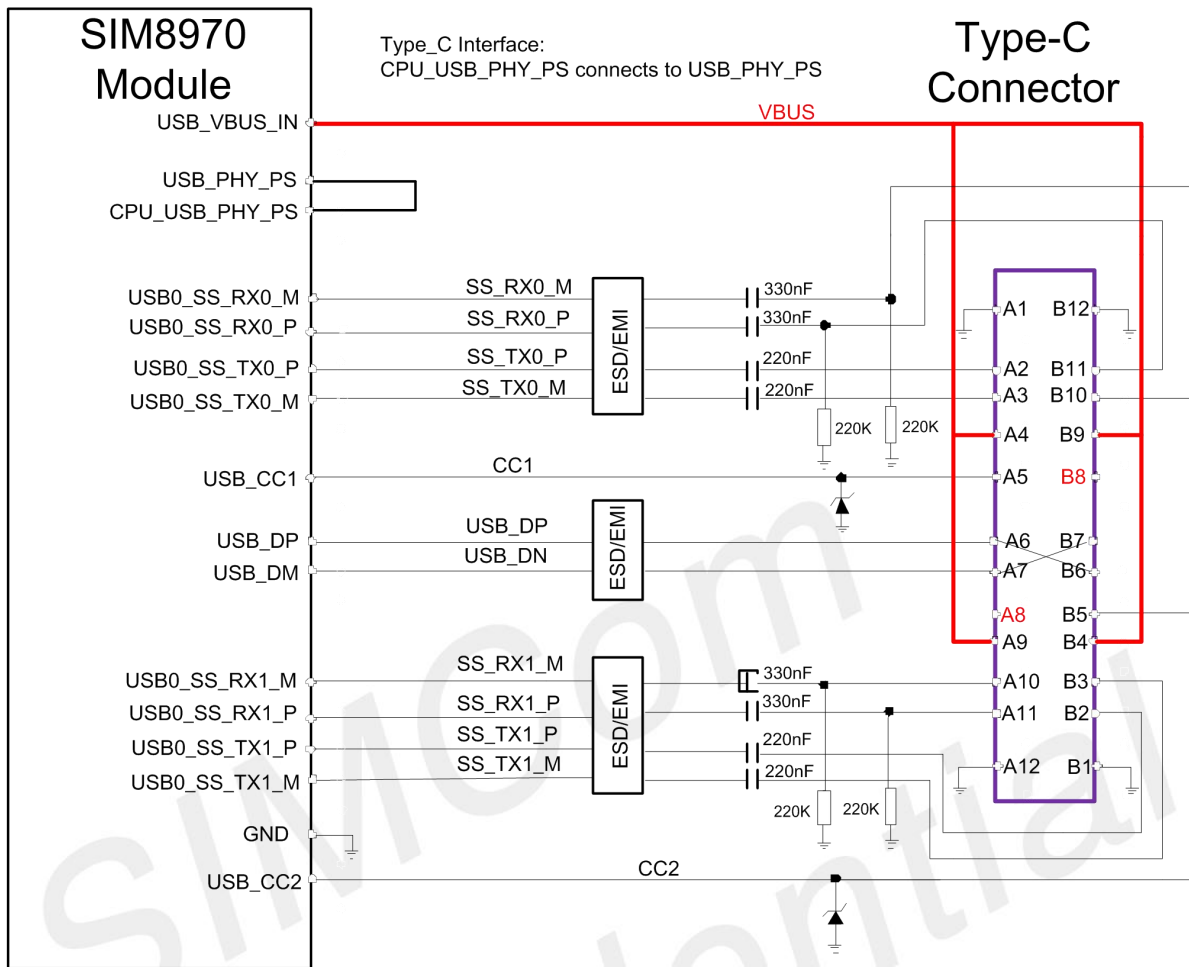 SIM8970
Module
Type_C Interface:
CPU_USB_PHY_PS connects to USB_PHY_PS
Type-C
Connector
USB_VBUS_IN
VBUS
USB_PHY_PS
CPU_USB_PHY_PS
USB0_SS_RX0_M
SS_RX0_M
330nF
USB0_SS_RX0_P
SS_RX0_P
330nF
USB0_SS_TX0_P
SS_TX0_P
220nF
USB0_SS_TX0_M
SS_TX0_M
220nF
ESD/EMI
220K
220K
USB_CC1
CC1
USB_DP
USB_DP
USB_DM
USB_DN
ESD/EMI
USB0_SS_RX1_M
SS_RX1_M
330nF
USB0_SS_RX1_P
SS_RX1_P
330nF
USB0_SS_TX1_P
SS_TX1_P
220nF
USB0_SS_TX1_M
SS_TX1_M
220nF
ESD/EMI
220K
220K
GND
USB_CC2
CC2
A1 B12
A2 B11
A3 B10
A4 B9
A5 B8
A6 B7
A7 B6
A8 B5
A9 B4
A10 B3
A11 B2
A12 B1
SIMCom